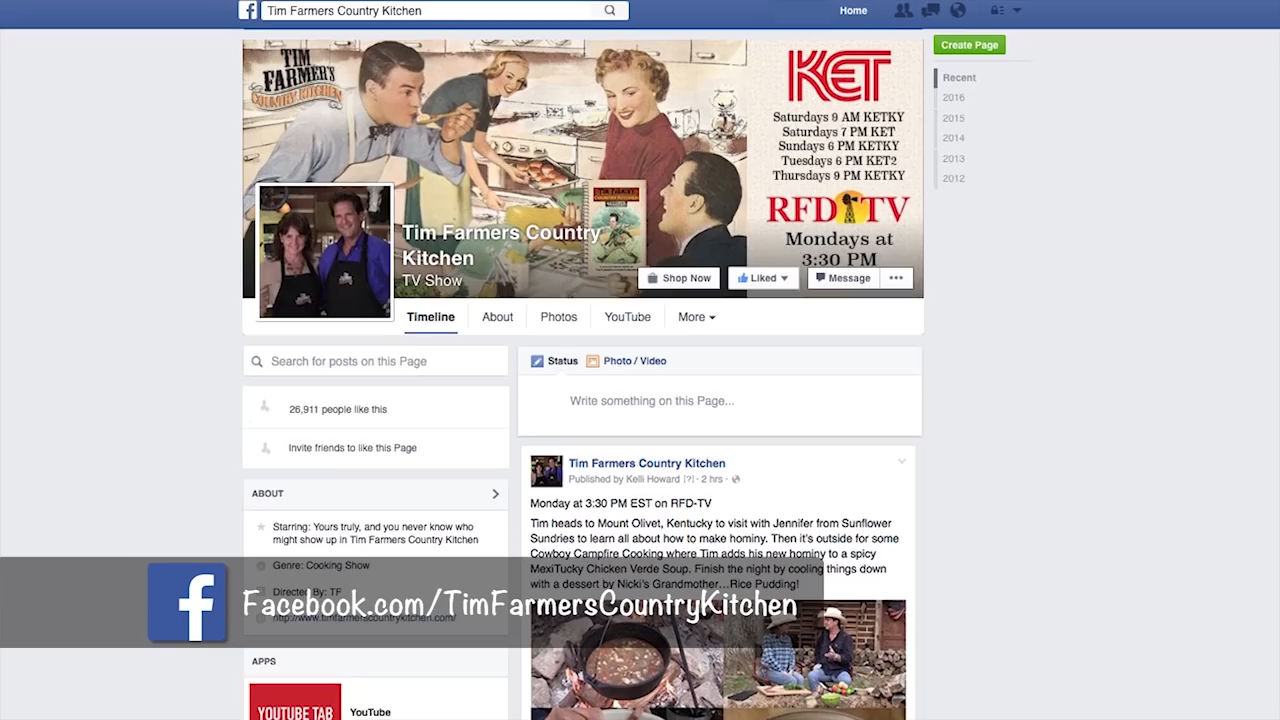 Tim Farmers Country Kitchen
Home
Create Page
Recent
2016
2015
2014
2013
2012
TIM
FARMER'S
COUNTRY KITCHEN
KET
Saturdays 9 AM KETKY
Saturdays 7 PM KET
Sundays 6 PM KETKY
Tuesdays 6 PM KET2
Thursdays 9 PM KETKY
RFD TV
Mondays at
3:30 PM
Tim Farmers Country
Kitchen
TV Show
Shop Now
Liked
Message
Timeline
About
Photos
YouTube
More
Search for posts on this Page
26,911 people like this
Invite friends to like this Page
ABOUT
Starring: Yours truly, and you never know who
might show up in Tim Farmers Country Kitchen
Genre: Cooking Show
Directed By: TF
http://www.timfarmerscountrykitchen.com/
APPS
YOUTUBE TAB
YouTube
Status
Photo / Video
Write something on this Page...
Tim Farmers Country Kitchen
Published by Kelli Howard [?] · 2 hrs ·
Monday at 3:30 PM EST on RFD-TV
Tim heads to Mount Olivet, Kentucky to visit with Jennifer from Sunflower
Sundries to learn all about how to make hominy. Then it's outside for some
Cowboy Campfire Cooking where Tim adds his new hominy to a spicy
MexiTucky Chicken Verde Soup. Finish the night by cooling things down
with a dessert by Nicki's Grandmother...Rice Pudding!
Facebook.com/TimFarmersCountryKitchen